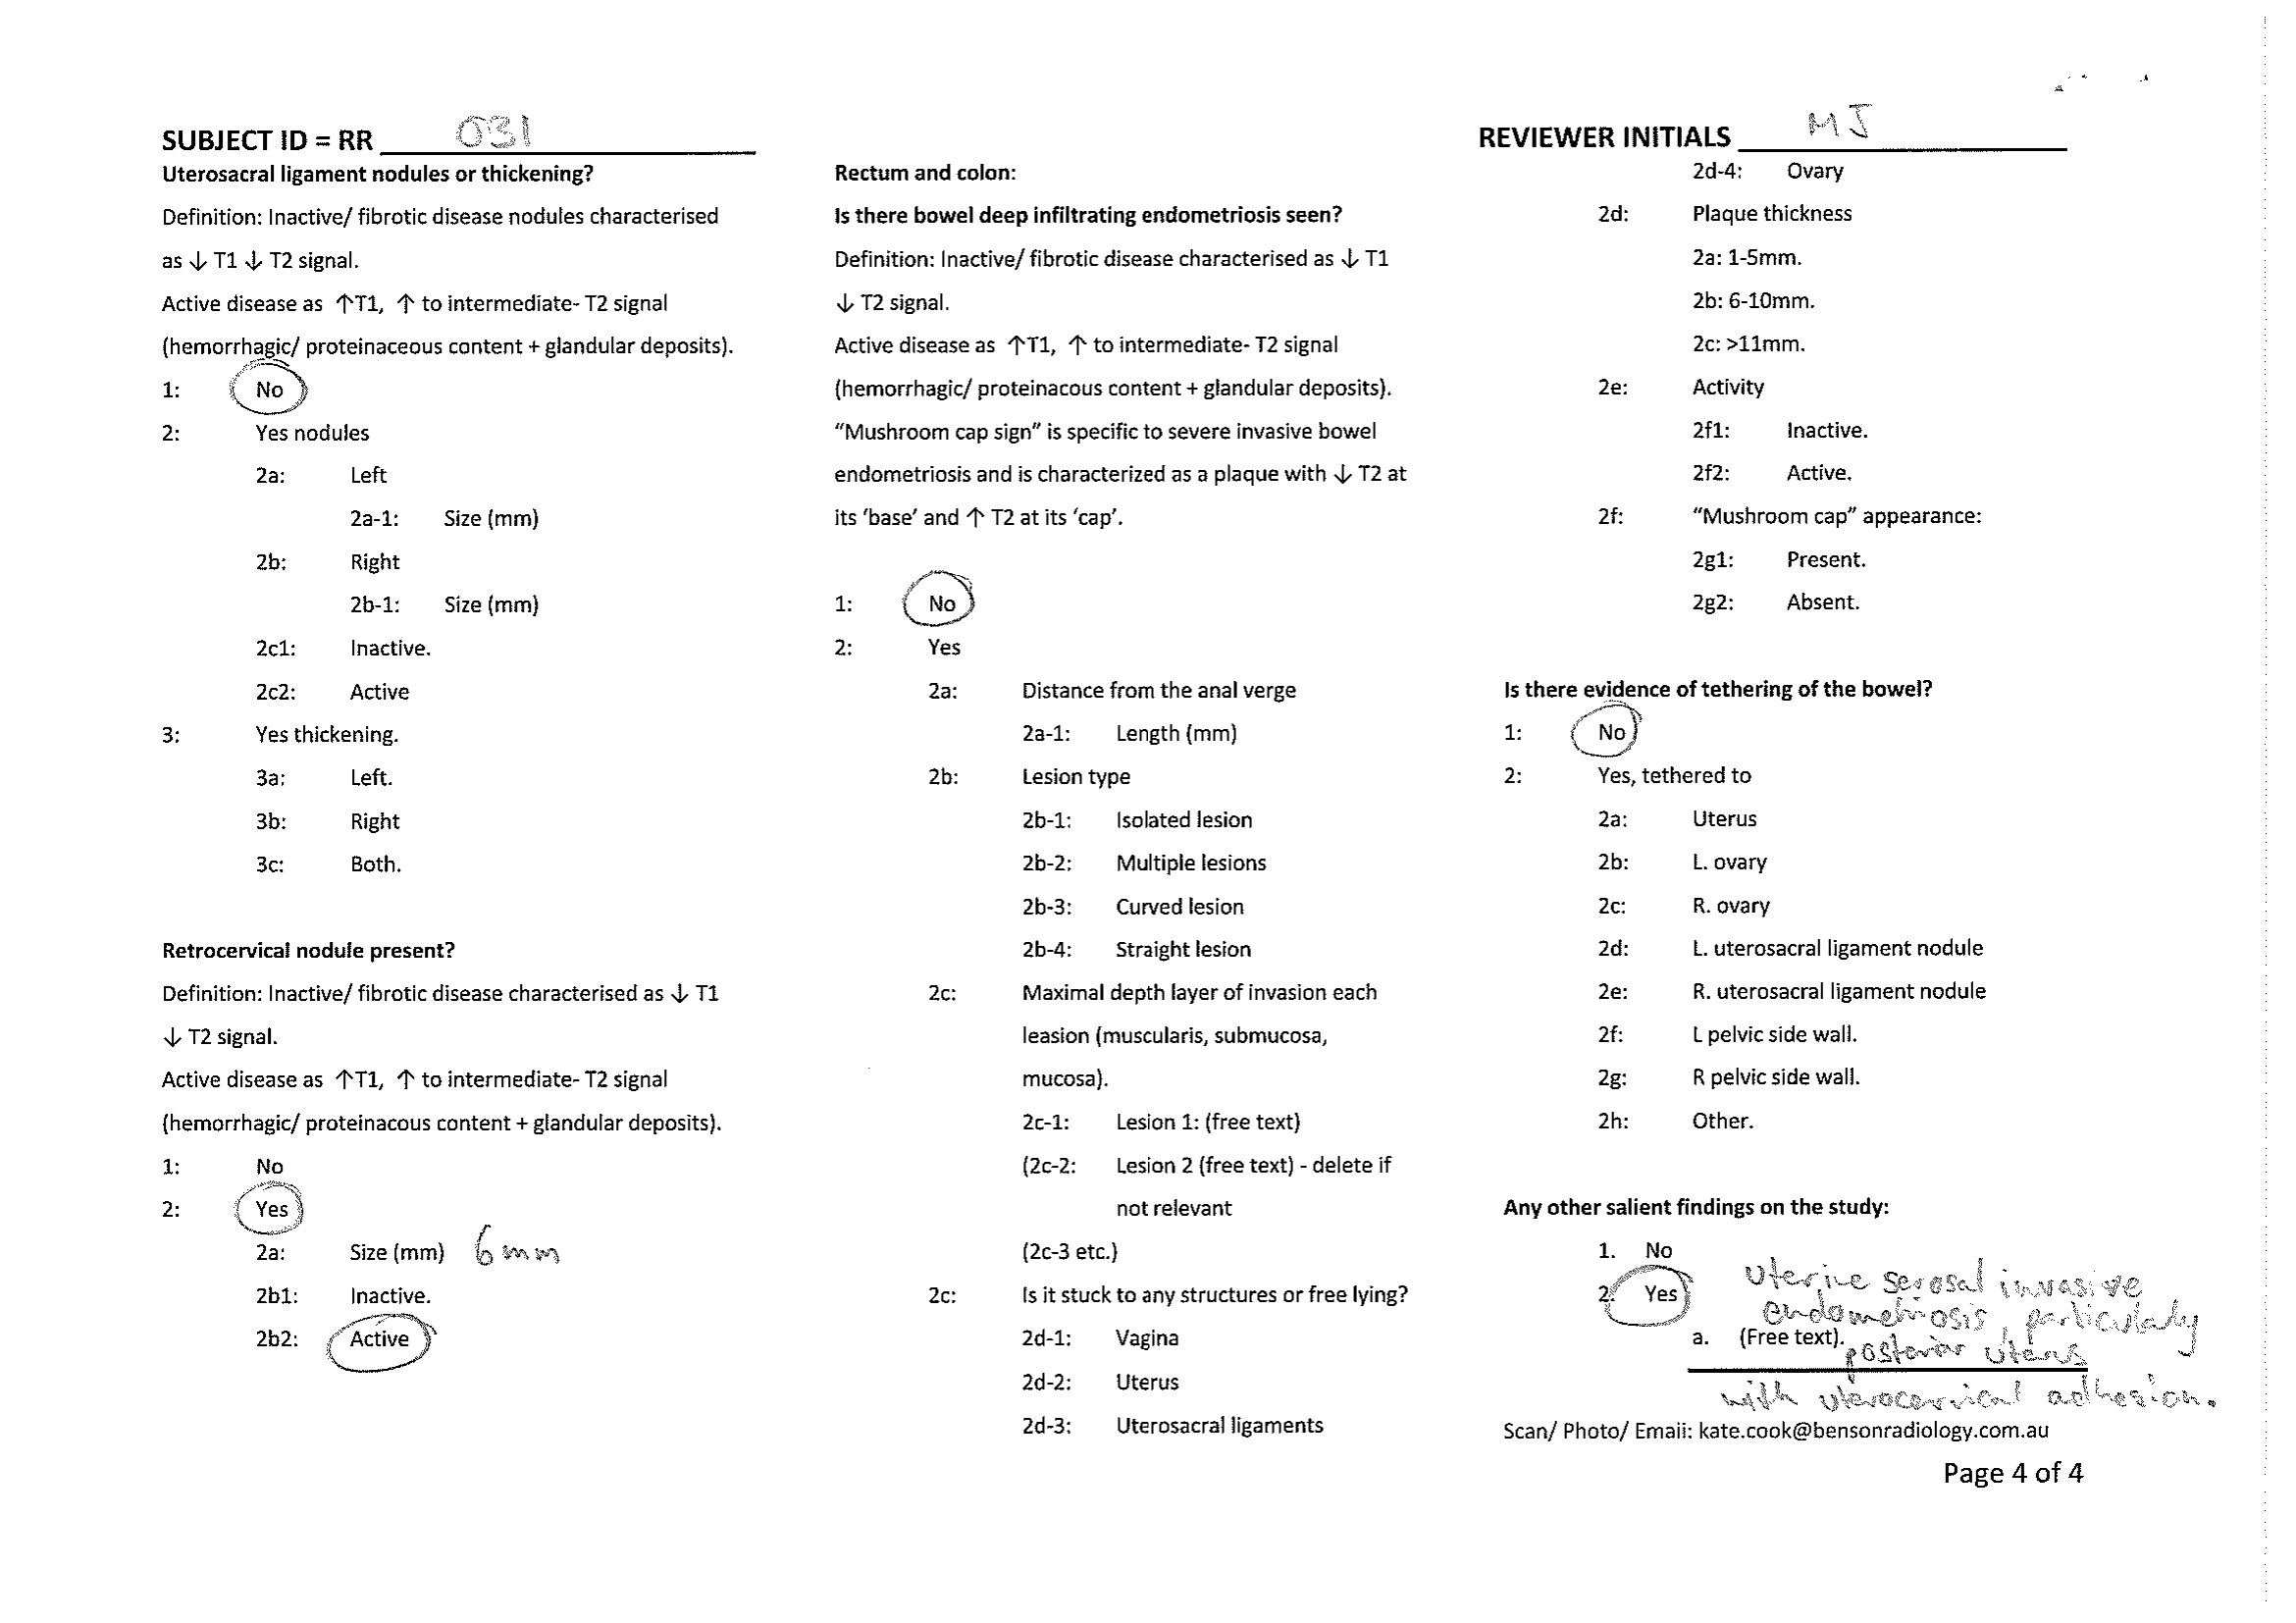 SUBJECT ID = RR 031
Uterosacral ligament nodules or thickening?
Definition: Inactive/ fibrotic disease nodules characterised
as ↓ T1 ↓ T2 signal.
Active disease as ↑T1, ↑ to intermediate- T2 signal
(hemorrhagic/ proteinaceous content + glandular deposits).
1: No
2: Yes nodules
2a: Left
2a-1: Size (mm)
2b: Right
2b-1: Size (mm)
2c1: Inactive.
2c2: Active
3: Yes thickening.
3a: Left.
3b: Right
3c: Both.
Retrocervical nodule present?
Definition: Inactive/ fibrotic disease characterised as ↓ T1
↓ T2 signal.
Active disease as ↑T1, ↑ to intermediate- T2 signal
(hemorrhagic/ proteinacous content + glandular deposits).
1: No
2: Yes
2a: Size (mm) 6mm
2b1: Inactive.
2b2: Active
Rectum and colon:
Is there bowel deep infiltrating endometriosis seen?
Definition: Inactive/ fibrotic disease characterised as ↓ T1
↓ T2 signal.
Active disease as ↑T1, ↑ to intermediate- T2 signal
(hemorrhagic/ proteinacous content + glandular deposits).
“Mushroom cap sign” is specific to severe invasive bowel
endometriosis and is characterized as a plaque with ↓ T2 at
its ‘base’ and ↑ T2 at its ‘cap’.
1: No
2: Yes
2a: Distance from the anal verge
2a-1: Length (mm)
2b: Lesion type
2b-1: Isolated lesion
2b-2: Multiple lesions
2b-3: Curved lesion
2b-4: Straight lesion
2c: Maximal depth layer of invasion each
leasion (muscularis, submucosa,
mucosa).
2c-1: Lesion 1: (free text)
(2c-2: Lesion 2 (free text) - delete if
not relevant
(2c-3 etc.)
2c: Is it stuck to any structures or free lying?
2d-1: Vagina
2d-2: Uterus
2d-3: Uterosacral ligaments
REVIEWER INITIALS MJ
2d-4: Ovary
2d: Plaque thickness
2a: 1-5mm.
2b: 6-10mm.
2c: >11mm.
2e: Activity
2f1: Inactive.
2f2: Active.
2f: “Mushroom cap” appearance:
2g1: Present.
2g2: Absent.
Is there evidence of tethering of the bowel?
1: No
2: Yes, tethered to
2a: Uterus
2b: L. ovary
2c: R. ovary
2d: L. uterosacral ligament nodule
2e: R. uterosacral ligament nodule
2f: L pelvic side wall.
2g: R pelvic side wall.
2h: Other.
Any other salient findings on the study:
1. No
2. Yes
a. (Free text).
uterine serosal invasive
endometriosis, particularly
posterior uterus
with uterocervical adhesion.
Scan/ Photo/ Email: kate.cook@bensonradiology.com.au
Page 4 of 4